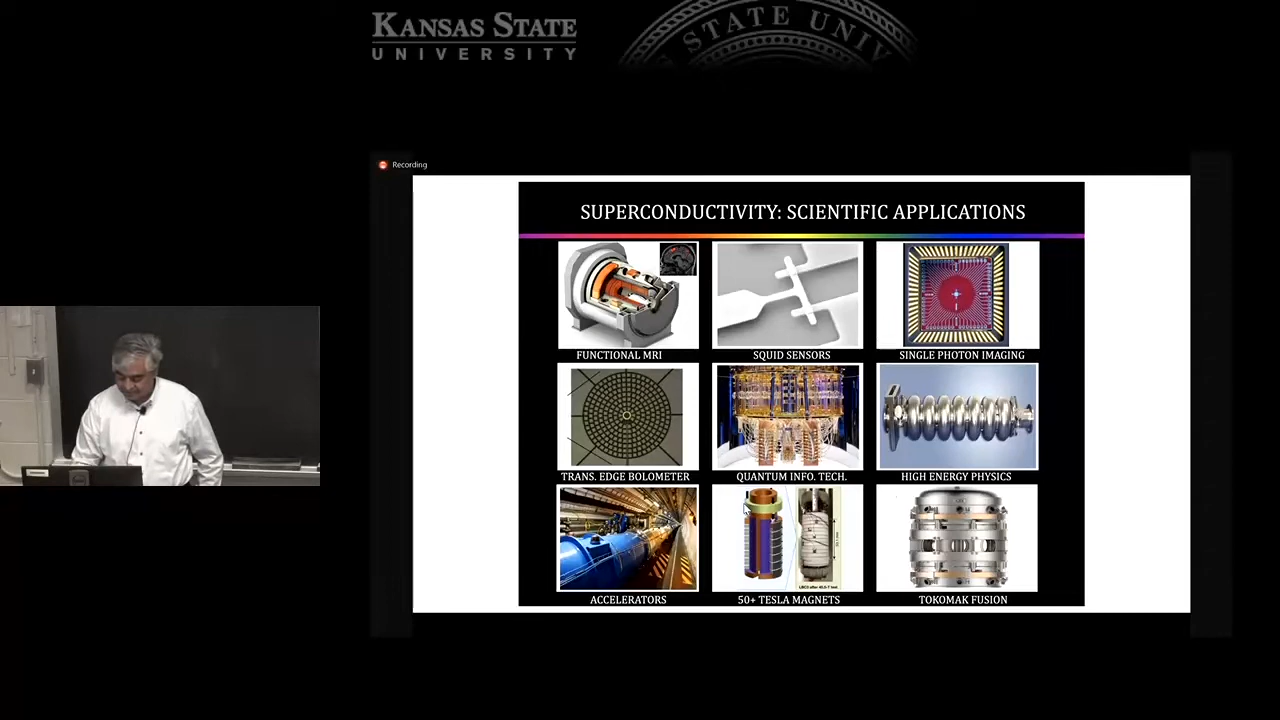 KANSAS STATE
UNIVERSITY
STATE UNIV
Recording
SUPERCONDUCTIVITY: SCIENTIFIC APPLICATIONS
FUNCTIONAL MRI
SQUID SENSORS
SINGLE PHOTON IMAGING
TRANS. EDGE BOLOMETER
QUANTUM INFO. TECH.
HIGH ENERGY PHYSICS
ACCELERATORS
50+ TESLA MAGNETS
TOKOMAK FUSION